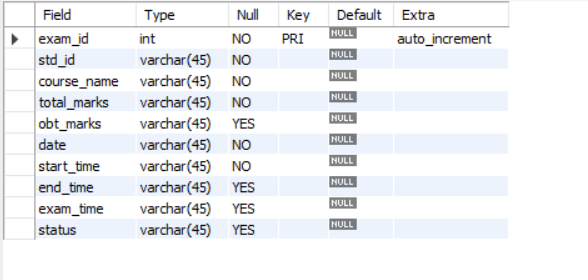 Field Type Null Key Default Extra
exam_id int NO PRI NULL auto_increment
std_id varchar(45) NO NULL
course_name varchar(45) NO NULL
total_marks varchar(45) NO NULL
obt_marks varchar(45) YES NULL
date varchar(45) NO NULL
start_time varchar(45) NO NULL
end_time varchar(45) YES NULL
exam_time varchar(45) YES NULL
status varchar(45) YES NULL